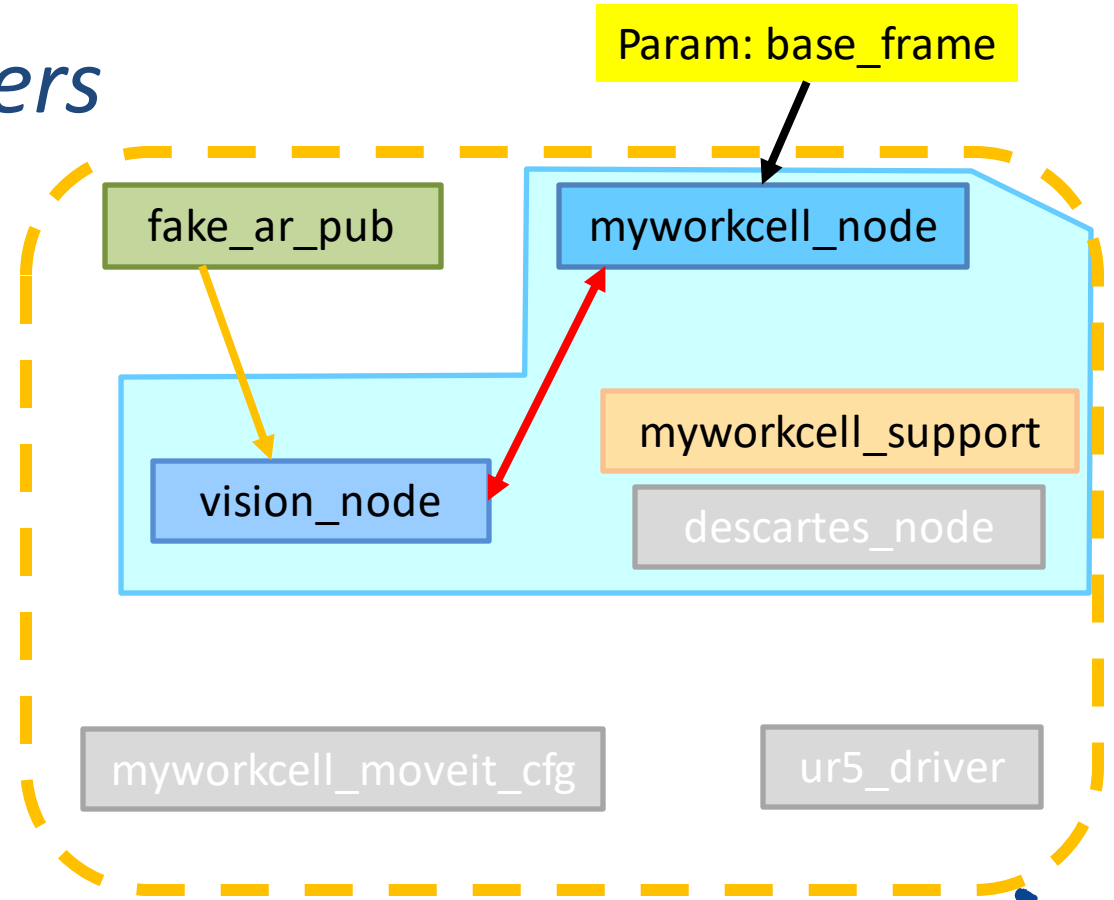 ers
Param: base_frame
fake_ar_pub
myworkcell_node
myworkcell_support
vision_node
descartes_node
myworkcell_moveit_cfg
ur5_driver